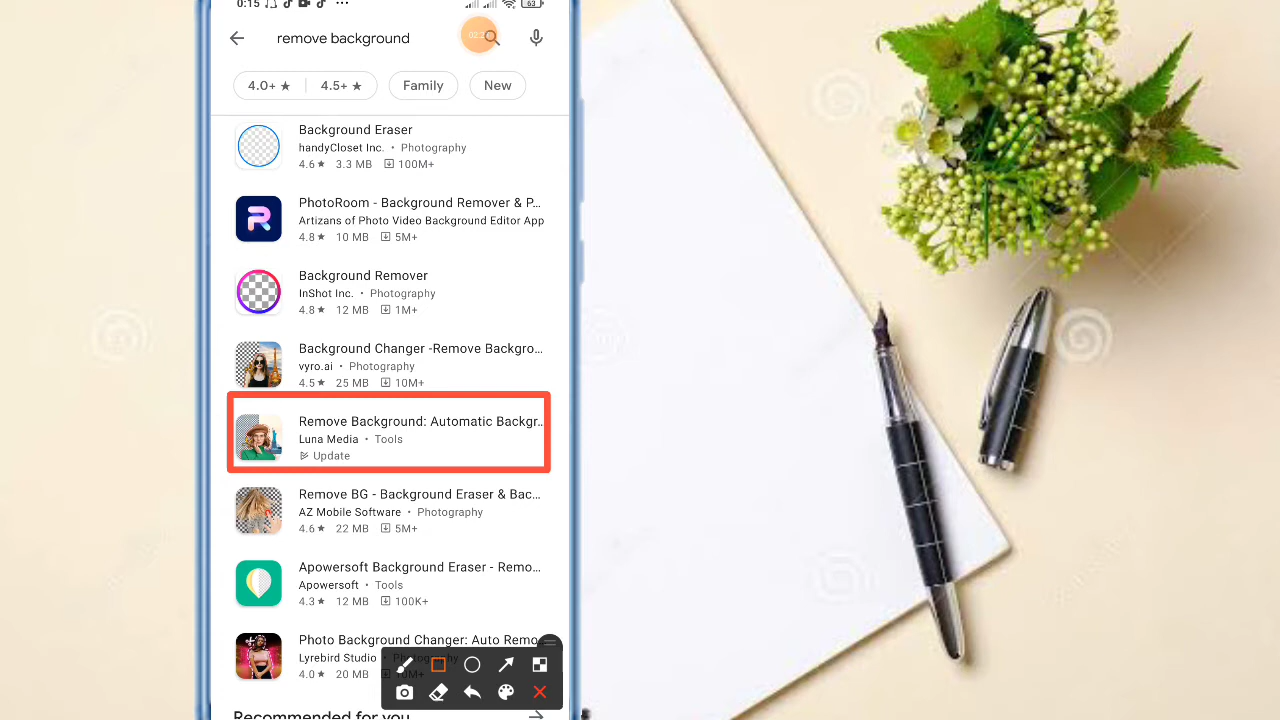 0:15
63
remove background
4.0+ ★
4.5+ ★
Family
New
Background Eraser
handyCloset Inc. • Photography
4.6★ 3.3 MB 100M+
R
PhotoRoom - Background Remover & P...
Artizans of Photo Video Background Editor App
4.8★ 10 MB 5M+
Background Remover
InShot Inc. • Photography
4.8★ 12 MB 1M+
Background Changer -Remove Backgro...
vyro.ai • Photography
4.5★ 25 MB 10M+
Remove Background: Automatic Backgr...
Luna Media • Tools
Update
Remove BG - Background Eraser & Bac...
AZ Mobile Software • Photography
4.6★ 22 MB 5M+
Apowersoft Background Eraser - Remo...
Apowersoft • Tools
4.3★ 12 MB 100K+
Photo Background Changer: Auto Remo
Lyrebird Studio • Photography
4.0★ 20 MB 10M+
Recommended for you